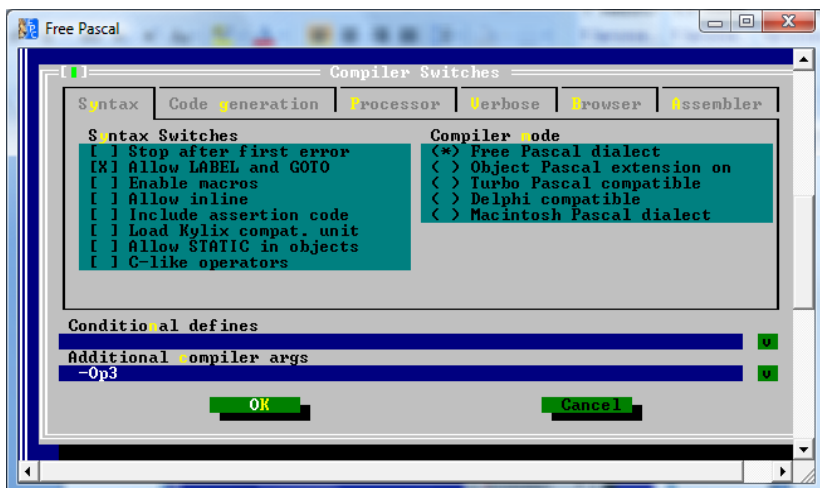 Free Pascal
Compiler Switches
Syntax Code generation Processor Verbose Browser Assembler
Syntax Switches
[ ] Stop after first error
[X] Allow LABEL and GOTO
[ ] Enable macros
[ ] Allow inline
[ ] Include assertion code
[ ] Load Kylix compat. unit
[ ] Allow STATIC in objects
[ ] C-like operators
Compiler mode
(*) Free Pascal dialect
( ) Object Pascal extension on
( ) Turbo Pascal compatible
( ) Delphi compatible
( ) Macintosh Pascal dialect
Conditional defines
Additional compiler args
-Op3
OK Cancel